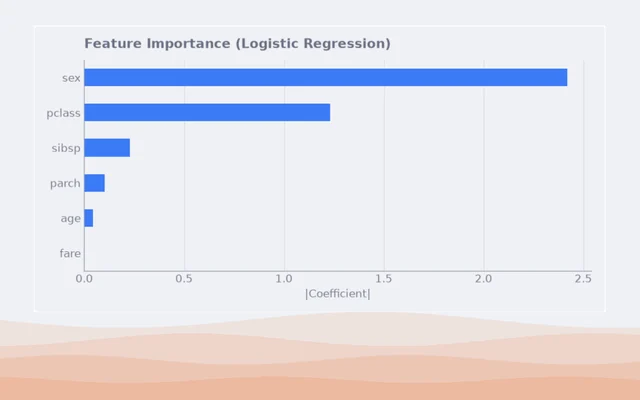 Feature Importance (Logistic Regression)
sex
pclass
sibsp
parch
age
fare
0.0 0.5 1.0 1.5 2.0 2.5
|Coefficient|